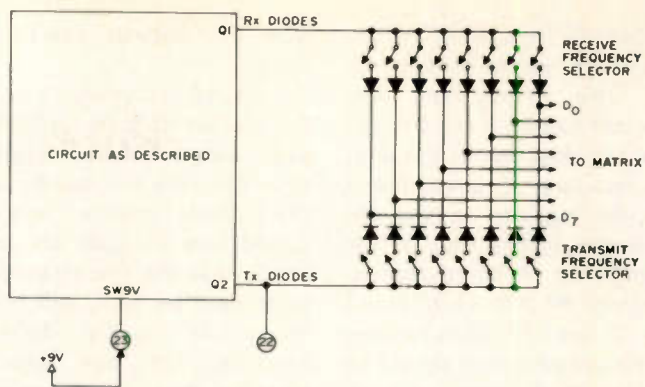 Q1
Rx DIODES
RECEIVE
FREQUENCY
SELECTOR
D0
CIRCUIT AS DESCRIBED
TO MATRIX
D7
TRANSMIT
FREQUENCY
SELECTOR
Q2
Tx DIODES
SW9V
23
22
+9V